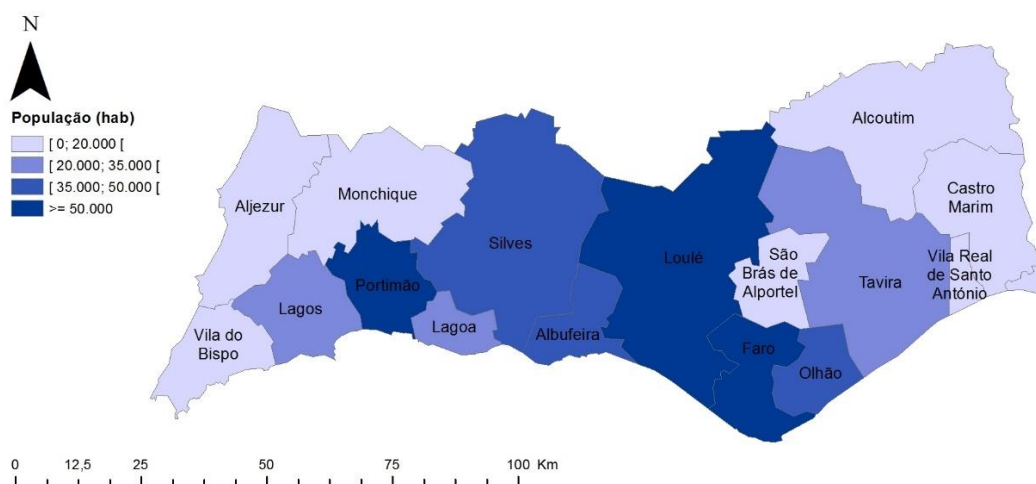 N
População (hab)
[ 0; 20.000 [
[ 20.000; 35.000 [
[ 35.000; 50.000 [
>= 50.000
Alcoutim
Monchique
Aljezur
Castro
Marim
Silves
Loulé
São
Brás de
Alportel
Vila Real
de Santo
António
Portimão
Tavira
Lagos
Lagoa
Albufeira
Vila do
Bispo
Faro
Olhão
0 12,5 25 50 75 100 Km